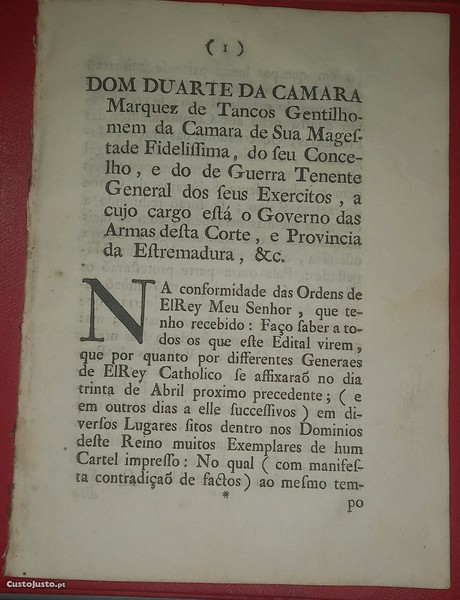 ( 1 )
DOM DUARTE DA CAMARA
Marquez de Tancos Gentilho-
mem da Camara de Sua Mageſ-
tade Fideliſſima, do ſeu Conce-
lho, e do de Guerra Tenente
General dos ſeus Exercitos, a
cujo cargo eſtá o Governo das
Armas deſta Corte, e Provincia
da Eſtremadura, &c.
NA conformidade das Ordens de
ElRey Meu Senhor, que te-
nho recebido: Faço ſaber a to-
dos os que eſte Edital virem,
que por quanto por differentes Generaes
de ElRey Catholico ſe affixaraõ no dia
trinta de Abril proximo precedente; ( e
em outros dias a elle ſucceſſivos ) em di-
verſos Lugares ſitos dentro nos Dominios
deſte Reino muitos Exemplares de hum
Cartel impreſſo: No qual ( com manifeſ-
ta contradiçaõ de factos ) ao meſmo tem-
*
po
CustoJusto.pt